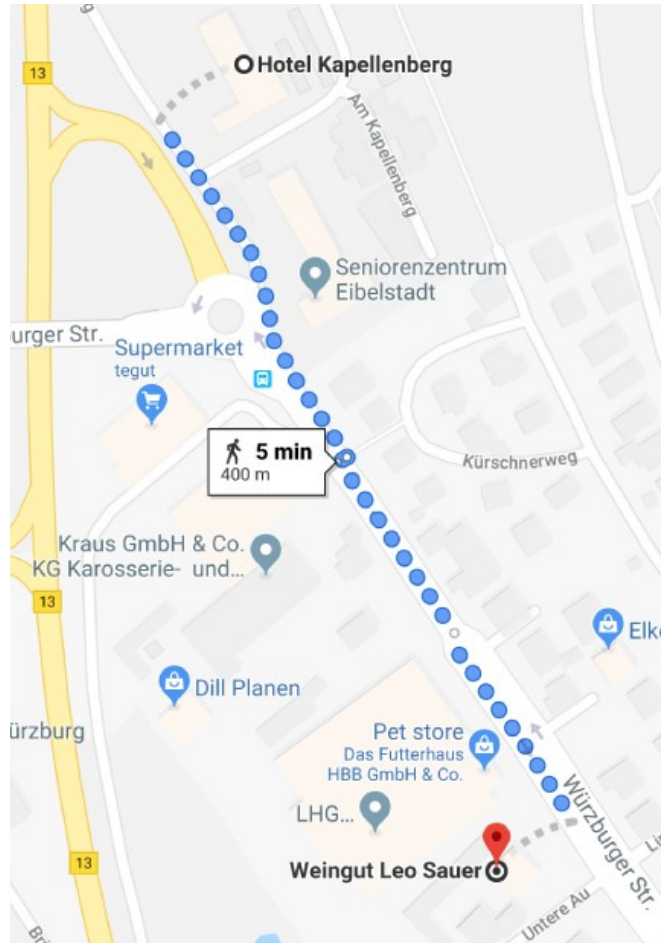 13
Hotel Kapellenberg
Am Kapellenberg
Seniorenzentrum
Eibelstadt
urger Str.
Supermarket
tegut
5 min
400 m
Kürschnerweg
Kraus GmbH & Co.
KG Karosserie- und...
13
Elke
Dill Planen
ürzburg
Pet store
Das Futterhaus
HBB GmbH & Co.
Würzburger Str.
LHG...
13
Weingut Leo Sauer
Untere Au